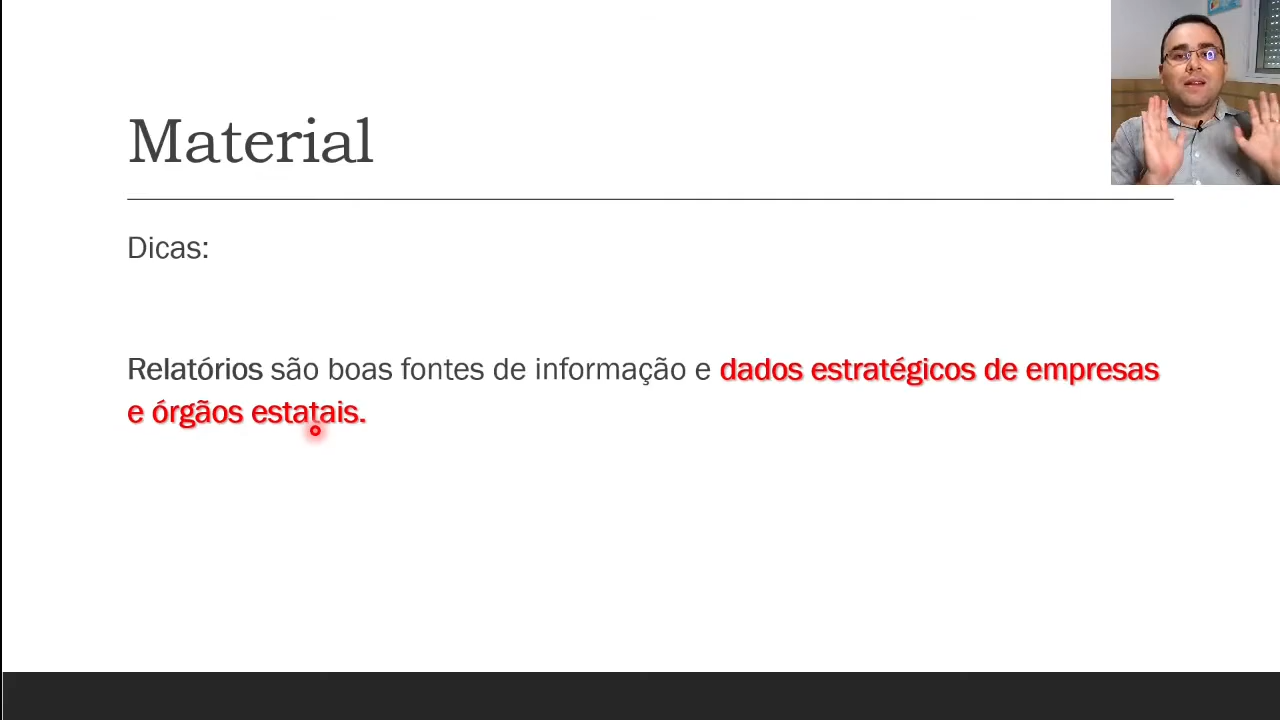 Material
Dicas:
Relatórios são boas fontes de informação e dados estratégicos de empresas
e órgãos estatais.